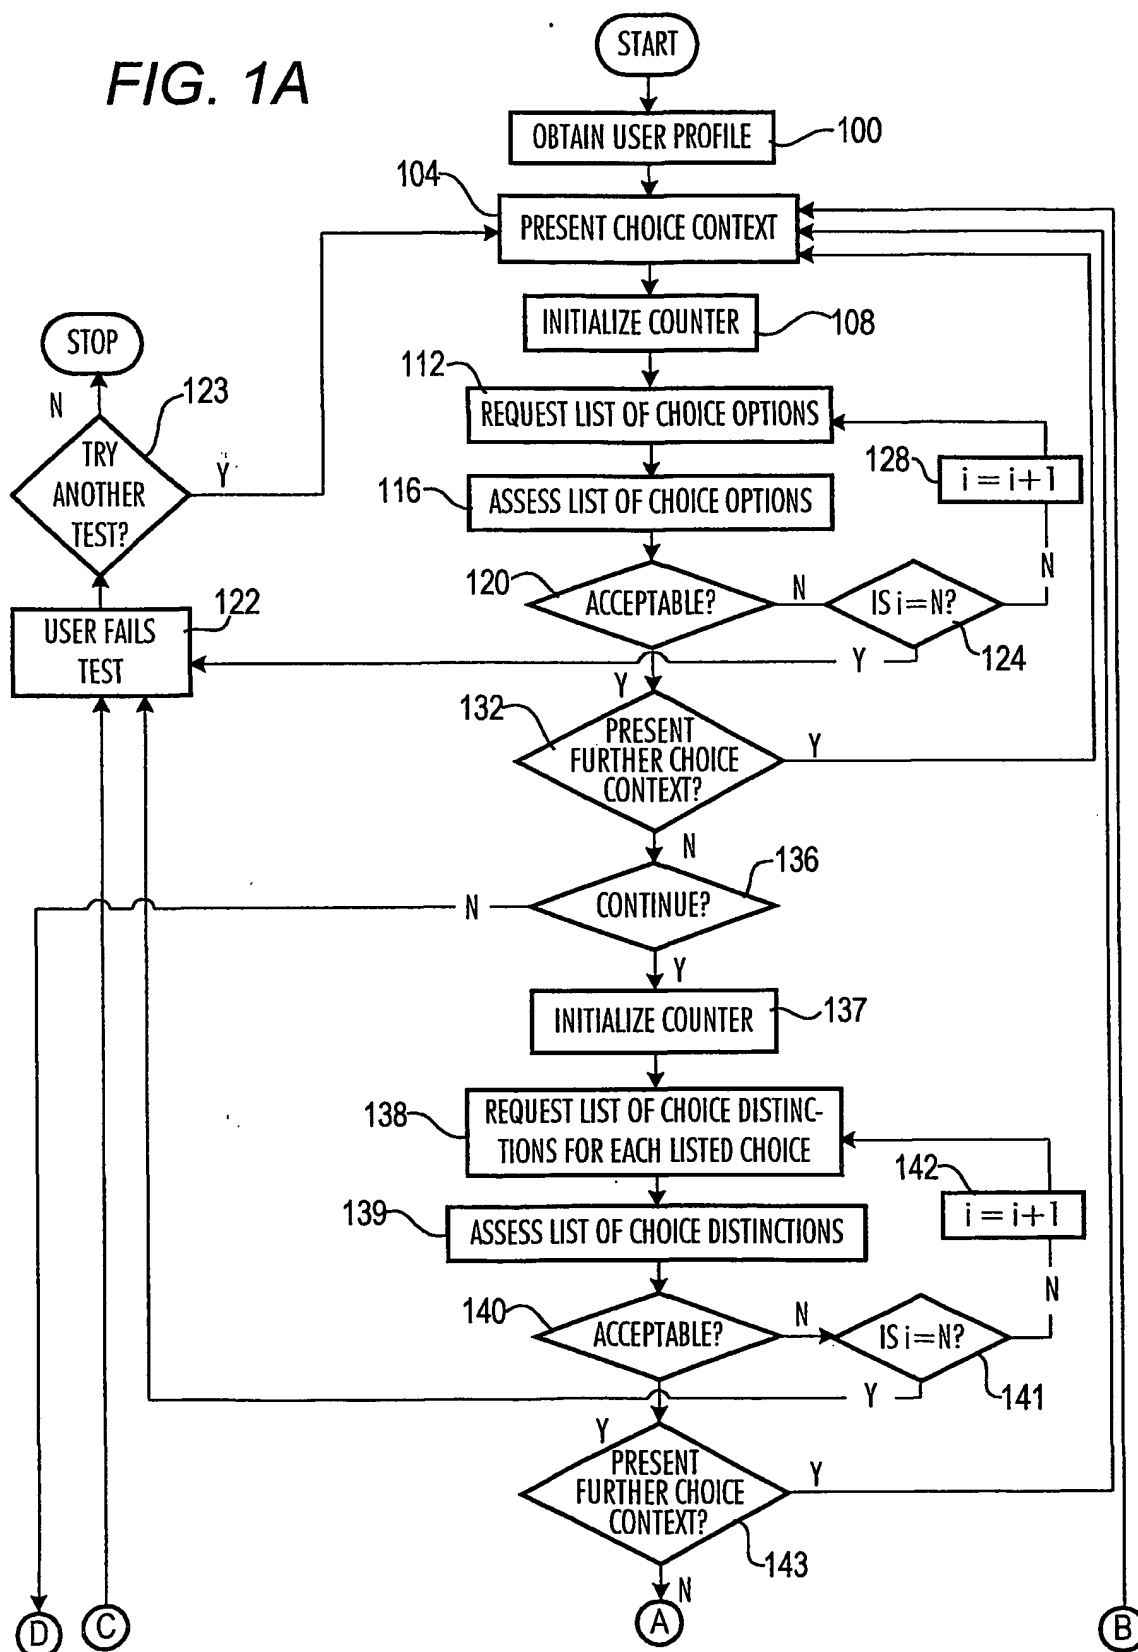 FIG. 1A
START
OBTAIN USER PROFILE
100
104
PRESENT CHOICE CONTEXT
INITIALIZE COUNTER
108
STOP
N
123
TRY
ANOTHER
TEST?
Y
112
REQUEST LIST OF CHOICE OPTIONS
128
i = i+1
116
ASSESS LIST OF CHOICE OPTIONS
N
120
ACCEPTABLE?
N
IS i=N?
124
122
USER FAILS
TEST
Y
Y
132
PRESENT
FURTHER CHOICE
CONTEXT?
Y
N
136
CONTINUE?
N
Y
INITIALIZE COUNTER
137
138
REQUEST LIST OF CHOICE DISTINC-
TIONS FOR EACH LISTED CHOICE
142
i = i+1
139
ASSESS LIST OF CHOICE DISTINCTIONS
N
140
ACCEPTABLE?
N
IS i=N?
141
Y
Y
PRESENT
FURTHER CHOICE
CONTEXT?
Y
143
N
D
C
A
B